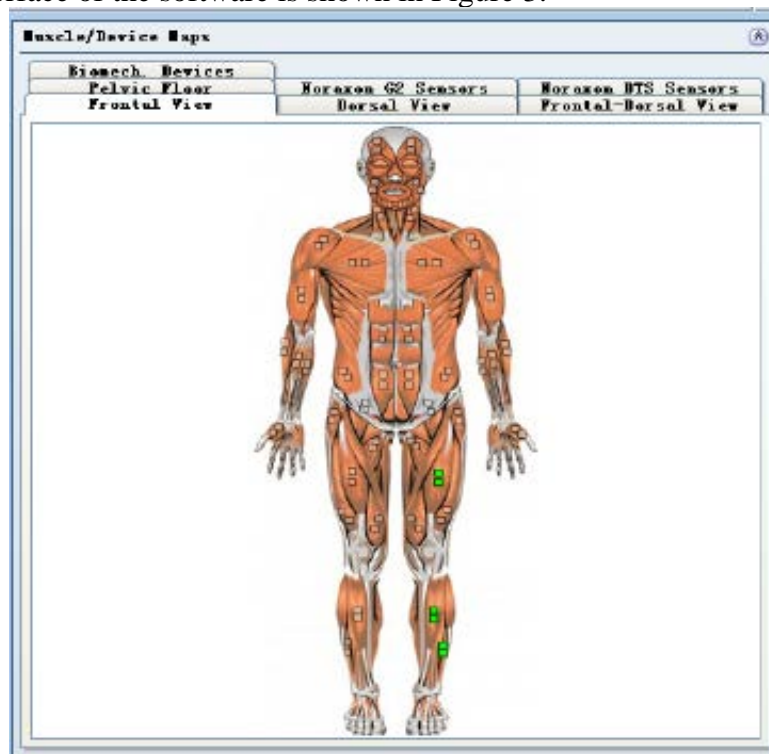 rface of the software is shown in Figure 3.
Muscle/Device Maps
Biomech. Devices
Pelvic Floor Noraxon G2 Sensors Noraxon DTS Sensors
Frontal View Dorsal View Frontal-Dorsal View